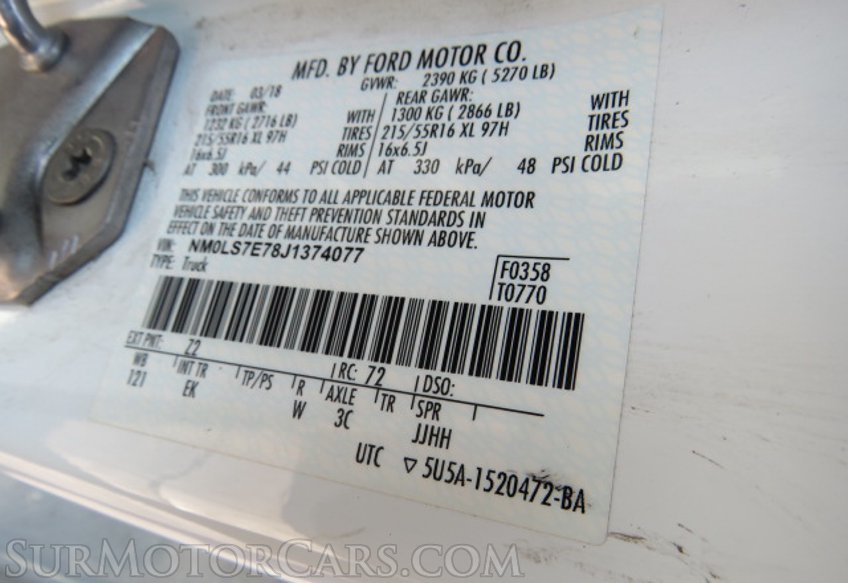 MFD. BY FORD MOTOR CO.
DATE: 03/18 GVWR: 2390 KG ( 5270 LB)
FRONT GAWR: REAR GAWR:
1232 KG ( 2716 LB) WITH 1300 KG ( 2866 LB) WITH
215/55R16 XL 97H TIRES 215/55R16 XL 97H TIRES
16x6.5J RIMS 16x6.5J RIMS
AT 300 kPa/ 44 PSI COLD AT 330 kPa/ 48 PSI COLD
THIS VEHICLE CONFORMS TO ALL APPLICABLE FEDERAL MOTOR
VEHICLE SAFETY AND THEFT PREVENTION STANDARDS IN
EFFECT ON THE DATE OF MANUFACTURE SHOWN ABOVE.
VIN: NM0LS7E78J1374077
TYPE: Truck
F0358
T0770
EXT PNT: Z2 RC: 72 DSO:
WB INT TR TP/PS R AXLE TR SPR
121 EK W 3C JJHH
UTC ▽ 5U5A-1520472-BA
SurMotorCars.com